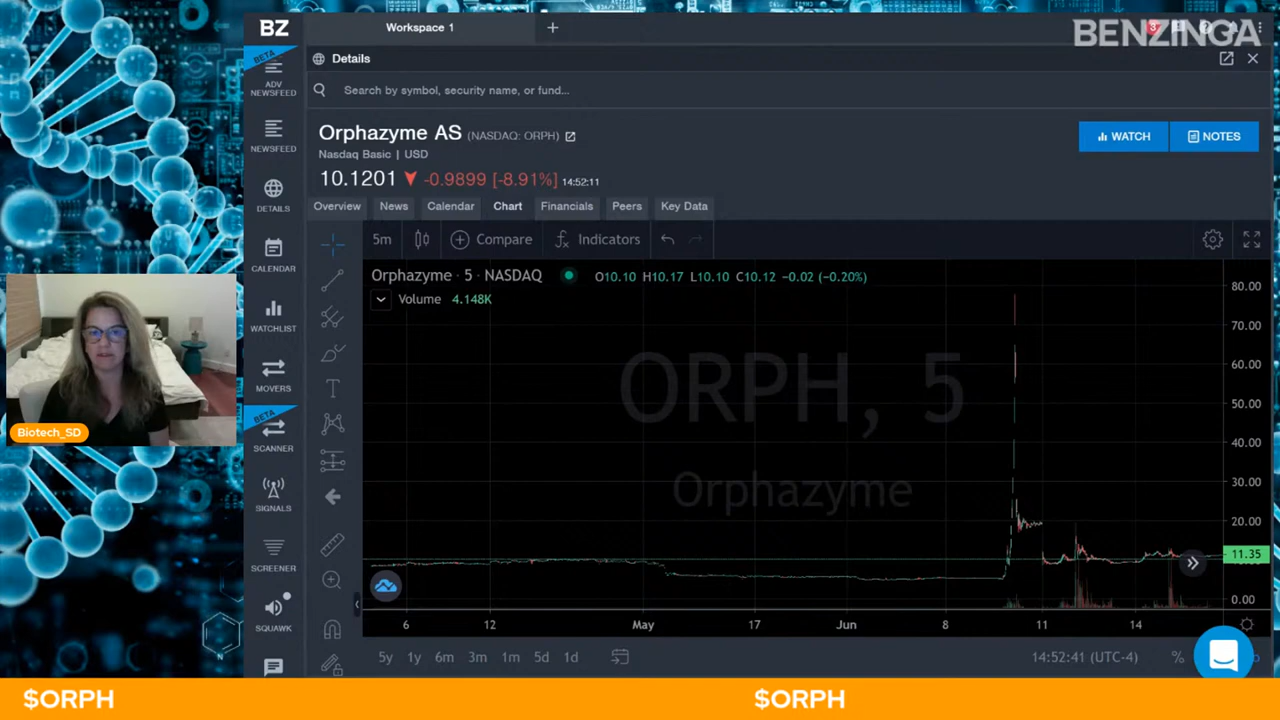 BZ
Workspace 1
BENZINGA
3
BETA
Details
ADV
NEWSFEED
Search by symbol, security name, or fund...
NEWSFEED
Orphazyme AS (NASDAQ: ORPH)
WATCH
NOTES
Nasdaq Basic | USD
10.1201 -0.9899 [-8.91%] 14:52:11
DETAILS
Overview News Calendar Chart Financials Peers Key Data
5m
Compare
Indicators
CALENDAR
Orphazyme · 5 · NASDAQ
O10.10 H10.17 L10.10 C10.12 -0.02 (-0.20%)
Volume 4.148K
WATCHLIST
T
80.00
70.00
60.00
50.00
40.00
30.00
20.00
11.35
0.00
ORPH, 5
Orphazyme
MOVERS
BETA
Biotech_SD
SCANNER
SIGNALS
SCREENER
SQUAWK
N
6 12 May 17 Jun 8 11 14
5y 1y 6m 3m 1m 5d 1d
14:52:41 (UTC-4)
%
$ORPH
$ORPH